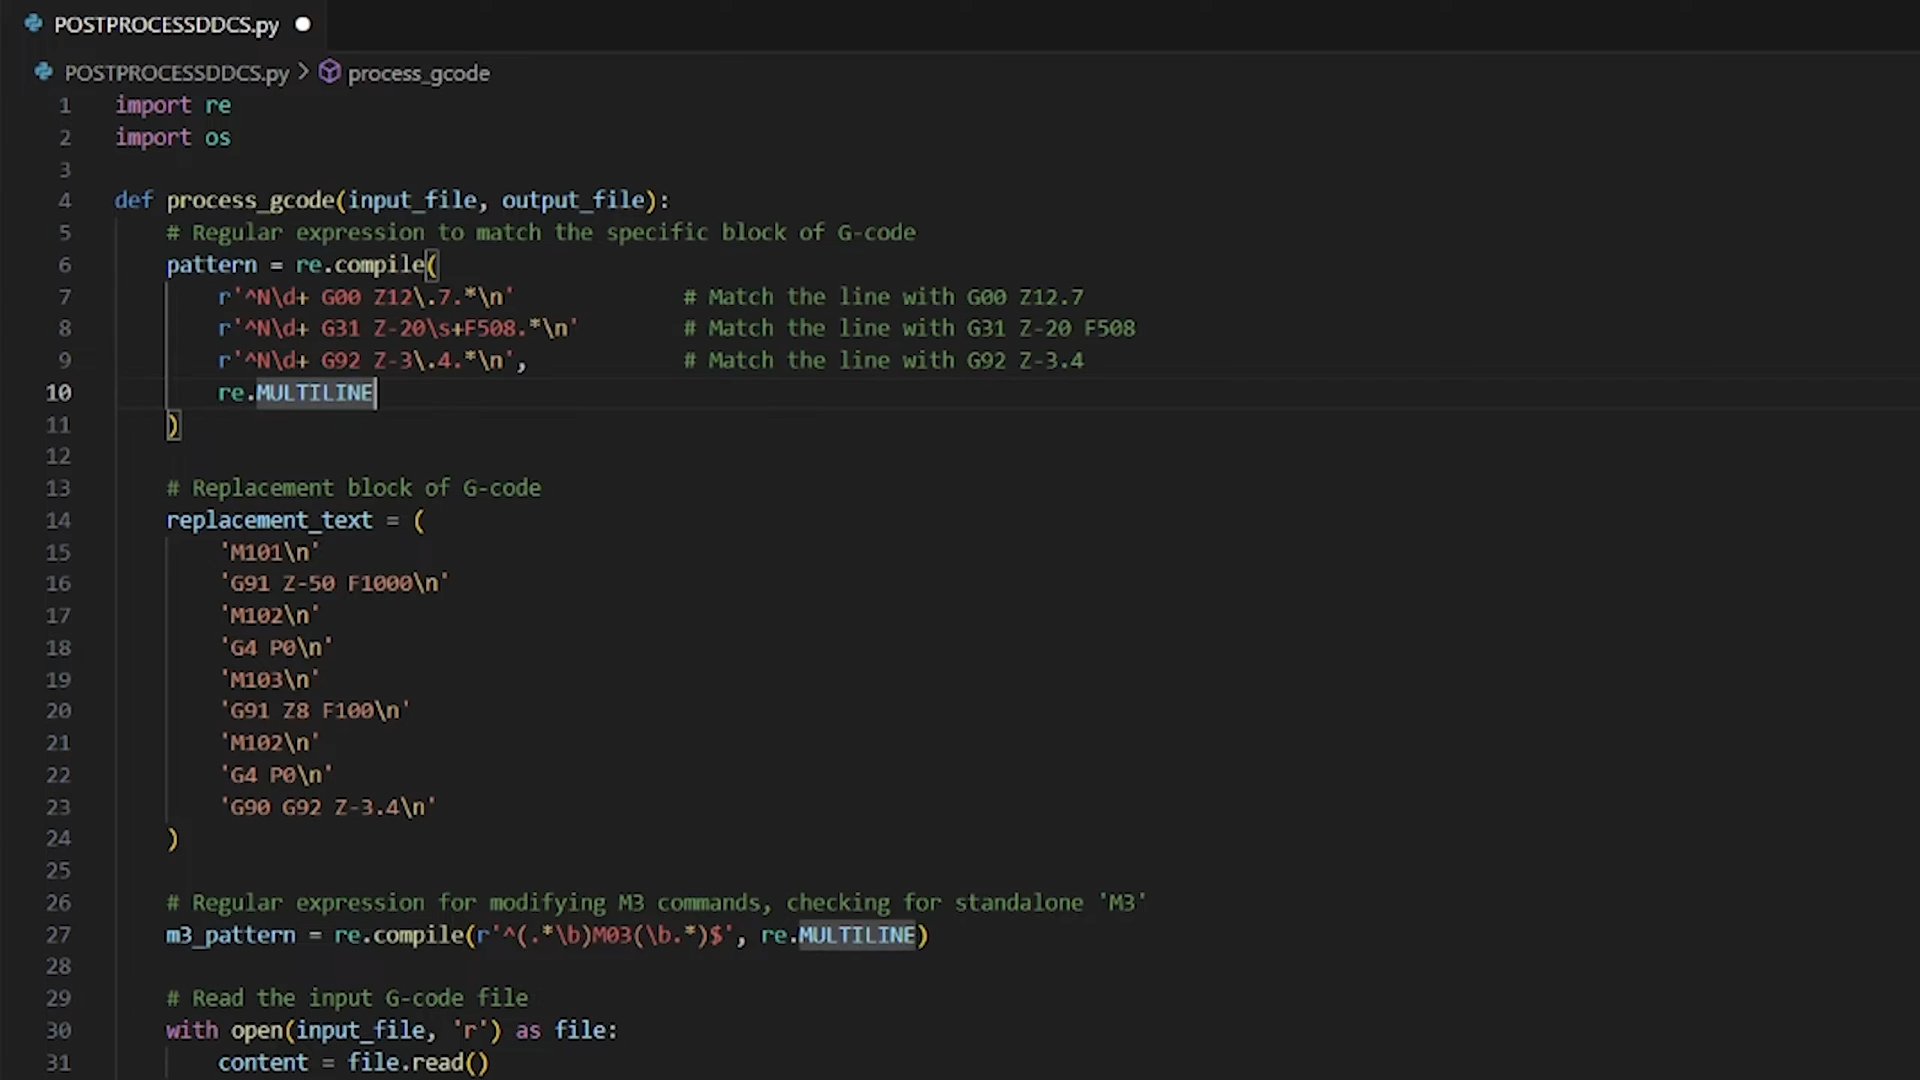 POSTPROCESSDDCS.py
POSTPROCESSDDCS.py > process_gcode
1 import re
2 import os
3
4 def process_gcode(input_file, output_file):
5     # Regular expression to match the specific block of G-code
6     pattern = re.compile(
7         r'^N\d+ G00 Z12\.7.*\n'             # Match the line with G00 Z12.7
8         r'^N\d+ G31 Z-20\s+F508.*\n'        # Match the line with G31 Z-20 F508
9         r'^N\d+ G92 Z-3\.4.*\n',            # Match the line with G92 Z-3.4
10         re.MULTILINE
11     )
12
13     # Replacement block of G-code
14     replacement_text = (
15         'M101\n'
16         'G91 Z-50 F1000\n'
17         'M102\n'
18         'G4 P0\n'
19         'M103\n'
20         'G91 Z8 F100\n'
21         'M102\n'
22         'G4 P0\n'
23         'G90 G92 Z-3.4\n'
24     )
25
26     # Regular expression for modifying M3 commands, checking for standalone 'M3'
27     m3_pattern = re.compile(r'^(.*\b)M03(\b.*)$', re.MULTILINE)
28
29     # Read the input G-code file
30     with open(input_file, 'r') as file:
31         content = file.read()